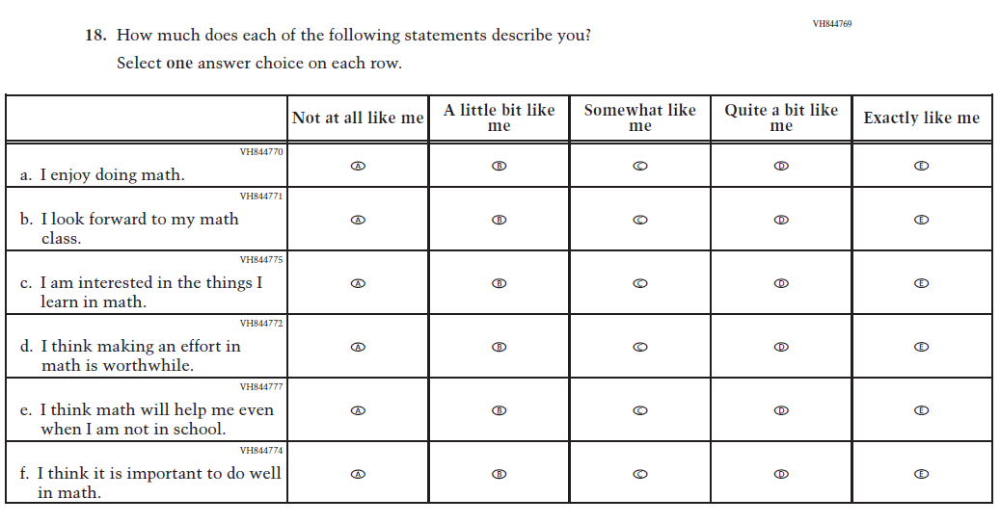 VH844769
18. How much does each of the following statements describe you?
Select one answer choice on each row.
Not at all like me
A little bit like
me
Somewhat like
me
Quite a bit like
me
Exactly like me
VH844770
a. I enjoy doing math.
A B C D E
VH844771
b. I look forward to my math
class.
A B C D E
VH844775
c. I am interested in the things I
learn in math.
A B C D E
VH844772
d. I think making an effort in
math is worthwhile.
A B C D E
VH844777
e. I think math will help me even
when I am not in school.
A B C D E
VH844774
f. I think it is important to do well
in math.
A B C D E